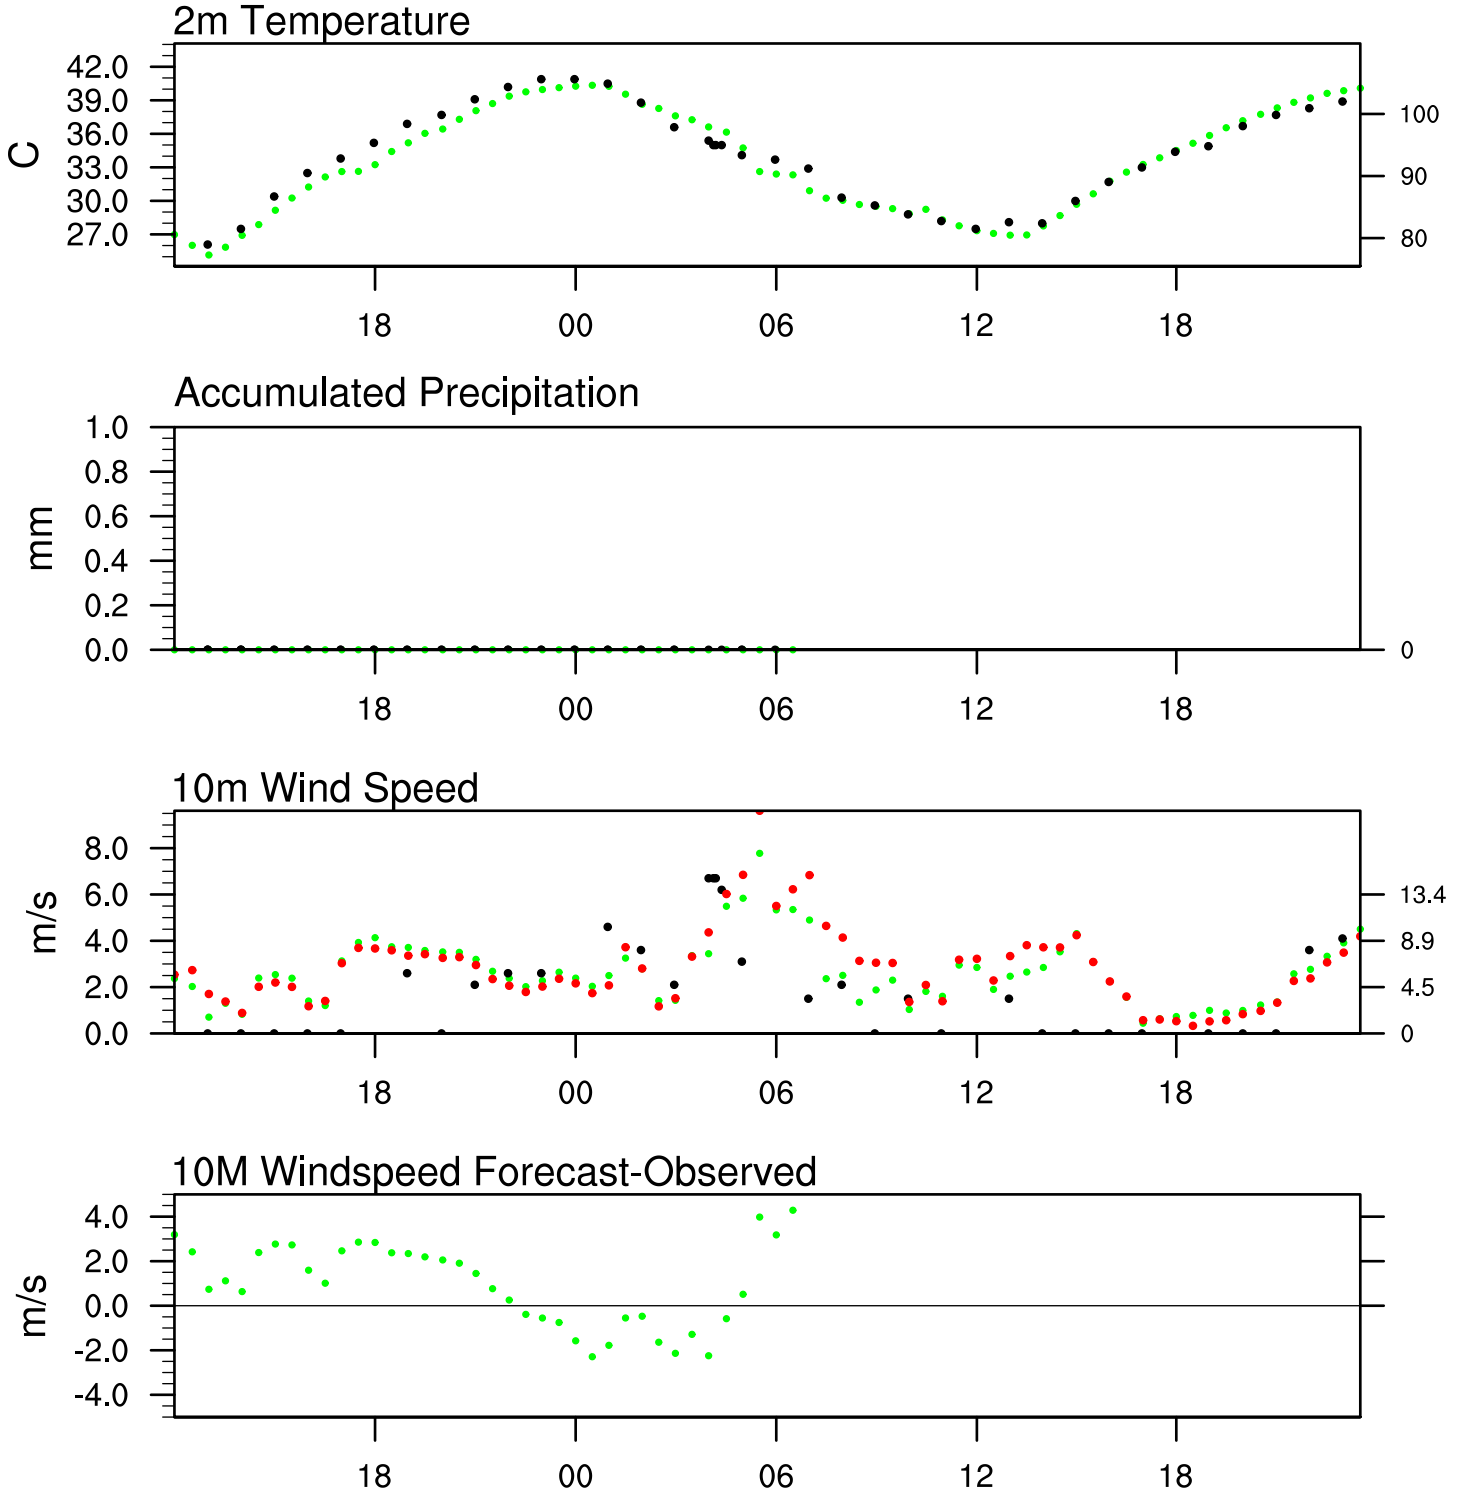 2m Temperature
42.0
39.0
36.0
33.0
30.0
27.0
C
100
90
80
18 00 06 12 18
Accumulated Precipitation
1.0
0.8
0.6
0.4
0.2
0.0
mm
0
18 00 06 12 18
10m Wind Speed
8.0
6.0
4.0
2.0
0.0
m/s
13.4
8.9
4.5
0
18 00 06 12 18
10M Windspeed Forecast-Observed
4.0
2.0
0.0
-2.0
-4.0
m/s
18 00 06 12 18